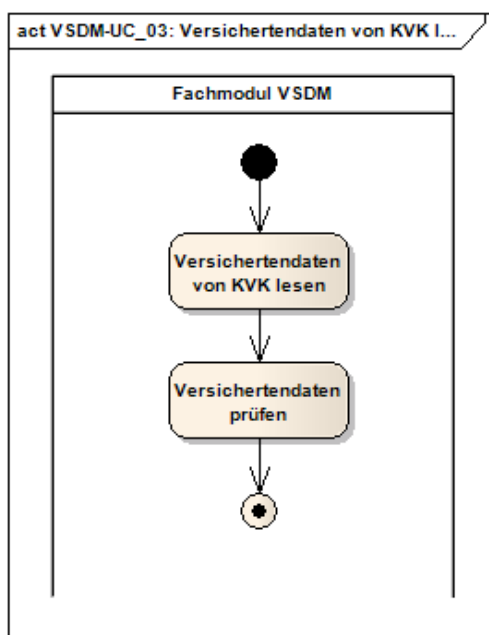 act VSDM-UC_03: Versichertendaten von KVK l...
Fachmodul VSDM
Versichertendaten
von KVK lesen
Versichertendaten
prüfen